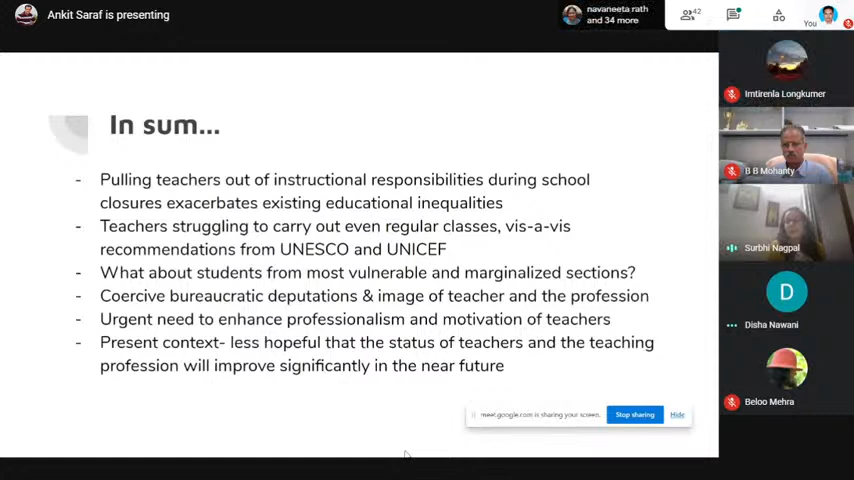 Ankit Saraf is presenting
navaneeta rath
and 34 more
42
You
In sum...
- Pulling teachers out of instructional responsibilities during school
closures exacerbates existing educational inequalities
- Teachers struggling to carry out even regular classes, vis-a-vis
recommendations from UNESCO and UNICEF
- What about students from most vulnerable and marginalized sections?
- Coercive bureaucratic deputations & image of teacher and the profession
- Urgent need to enhance professionalism and motivation of teachers
- Present context- less hopeful that the status of teachers and the teaching
profession will improve significantly in the near future
meet.google.com is sharing your screen.
Stop sharing
Hide
Imtirenla Longkumer
B B Mohanty
Surbhi Nagpal
D
Disha Nawani
Beloo Mehra